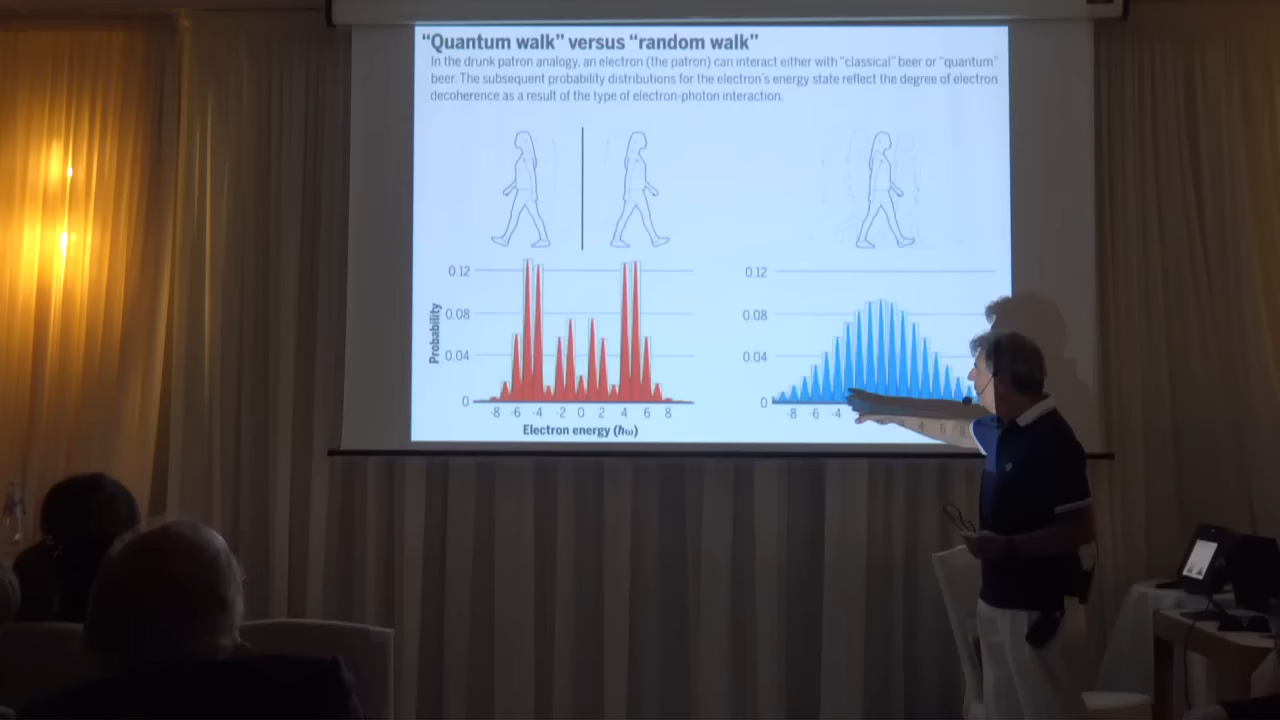 “Quantum walk” versus “random walk”
In the drunk patron analogy, an electron (the patron) can interact either with “classical” beer or “quantum”
beer. The subsequent probability distributions for the electron’s energy state reflect the degree of electron
decoherence as a result of the type of electron-photon interaction.
Probability
0.12
0.08
0.04
0
-8 -6 -4 -2 0 2 4 6 8
Electron energy (ħω)
0.12
0.08
0.04
0
-8 -6 -4 4 6 8